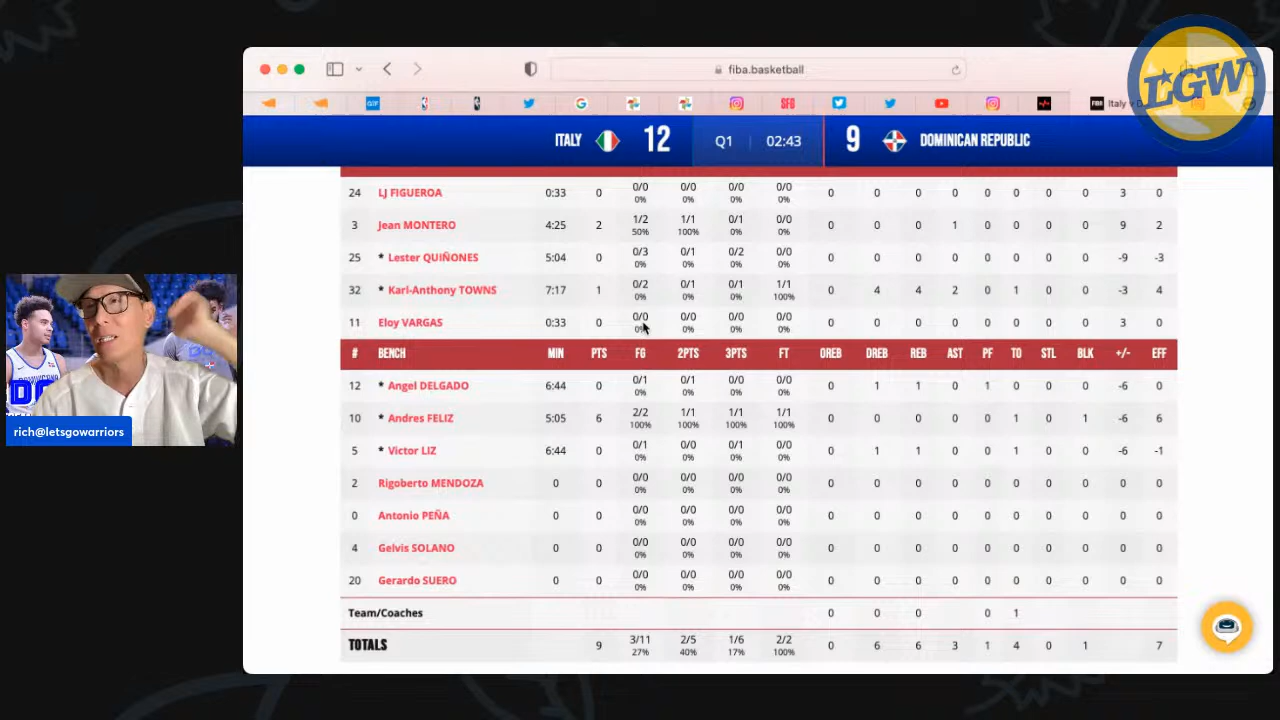 LGW
fiba.basketball
GIF
SFG
FIBA Italy v D
ITALY 12 Q1 | 02:43 9 DOMINICAN REPUBLIC
24 LJ FIGUEROA 0:33 0 0/0 0% 0/0 0% 0/0 0% 0/0 0% 0 0 0 0 0 0 0 0 3 0
3 Jean MONTERO 4:25 2 1/2 50% 1/1 100% 0/1 0% 0/0 0% 0 0 0 1 0 0 0 0 9 2
25 * Lester QUIÑONES 5:04 0 0/3 0% 0/1 0% 0/2 0% 0/0 0% 0 0 0 0 0 0 0 0 -9 -3
32 * Karl-Anthony TOWNS 7:17 1 0/2 0% 0/1 0% 0/1 0% 1/1 100% 0 4 4 2 0 1 0 0 -3 4
11 Eloy VARGAS 0:33 0 0/0 0% 0/0 0% 0/0 0% 0/0 0% 0 0 0 0 0 0 0 0 3 0
# BENCH MIN PTS FG 2PTS 3PTS FT OREB DREB REB AST PF TO STL BLK +/- EFF
12 * Angel DELGADO 6:44 0 0/1 0% 0/1 0% 0/0 0% 0/0 0% 0 1 1 0 1 0 0 0 -6 0
10 * Andres FELIZ 5:05 6 2/2 100% 1/1 100% 1/1 100% 1/1 100% 0 0 0 0 0 1 0 1 -6 6
5 * Victor LIZ 6:44 0 0/1 0% 0/0 0% 0/1 0% 0/0 0% 0 1 1 0 0 1 0 0 -6 -1
2 Rigoberto MENDOZA 0 0 0/0 0% 0/0 0% 0/0 0% 0/0 0% 0 0 0 0 0 0 0 0 0 0
0 Antonio PEÑA 0 0 0/0 0% 0/0 0% 0/0 0% 0/0 0% 0 0 0 0 0 0 0 0 0 0
4 Gelvis SOLANO 0 0 0/0 0% 0/0 0% 0/0 0% 0/0 0% 0 0 0 0 0 0 0 0 0 0
20 Gerardo SUERO 0 0 0/0 0% 0/0 0% 0/0 0% 0/0 0% 0 0 0 0 0 0 0 0 0 0
Team/Coaches 0 0 0 0 1
TOTALS 9 3/11 27% 2/5 40% 1/6 17% 2/2 100% 0 6 6 3 1 4 0 1 7
rich@letsgowarriors